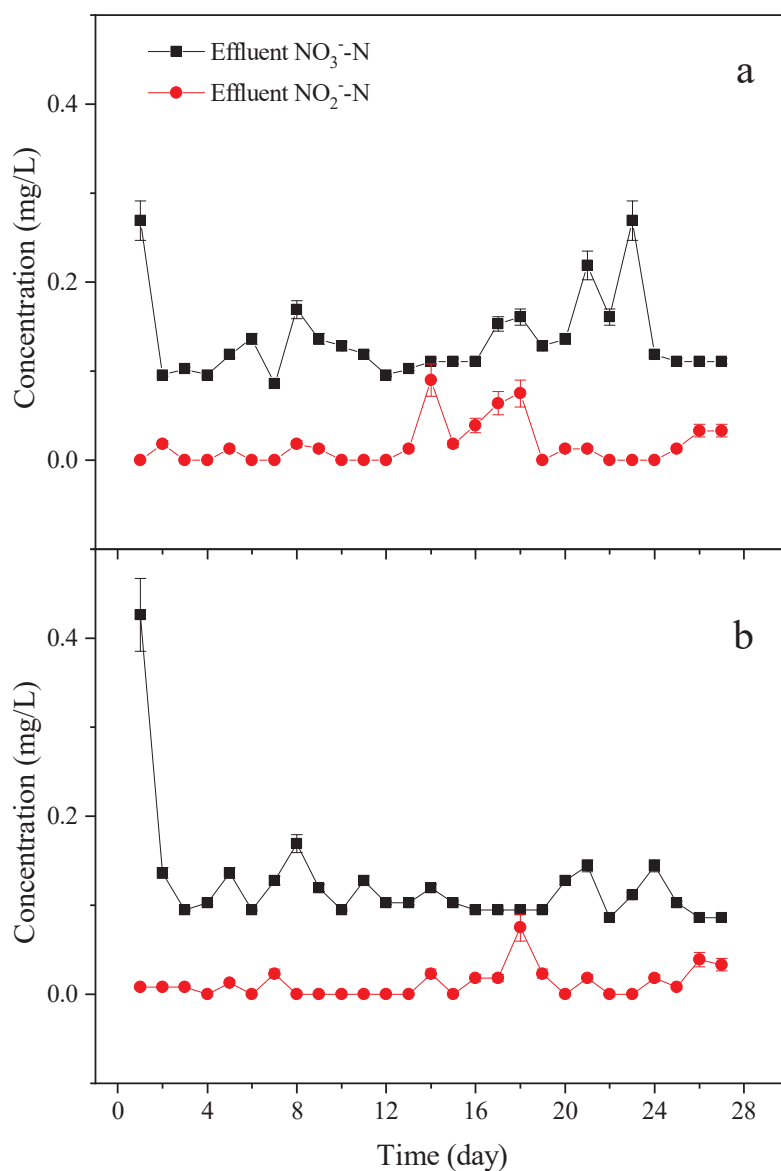 Effluent NO₃⁻-N
Effluent NO₂⁻-N
a
0.4
0.2
0.0
Concentration (mg/L)
b
0.4
0.2
0.0
Concentration (mg/L)
0 4 8 12 16 20 24 28
Time (day)